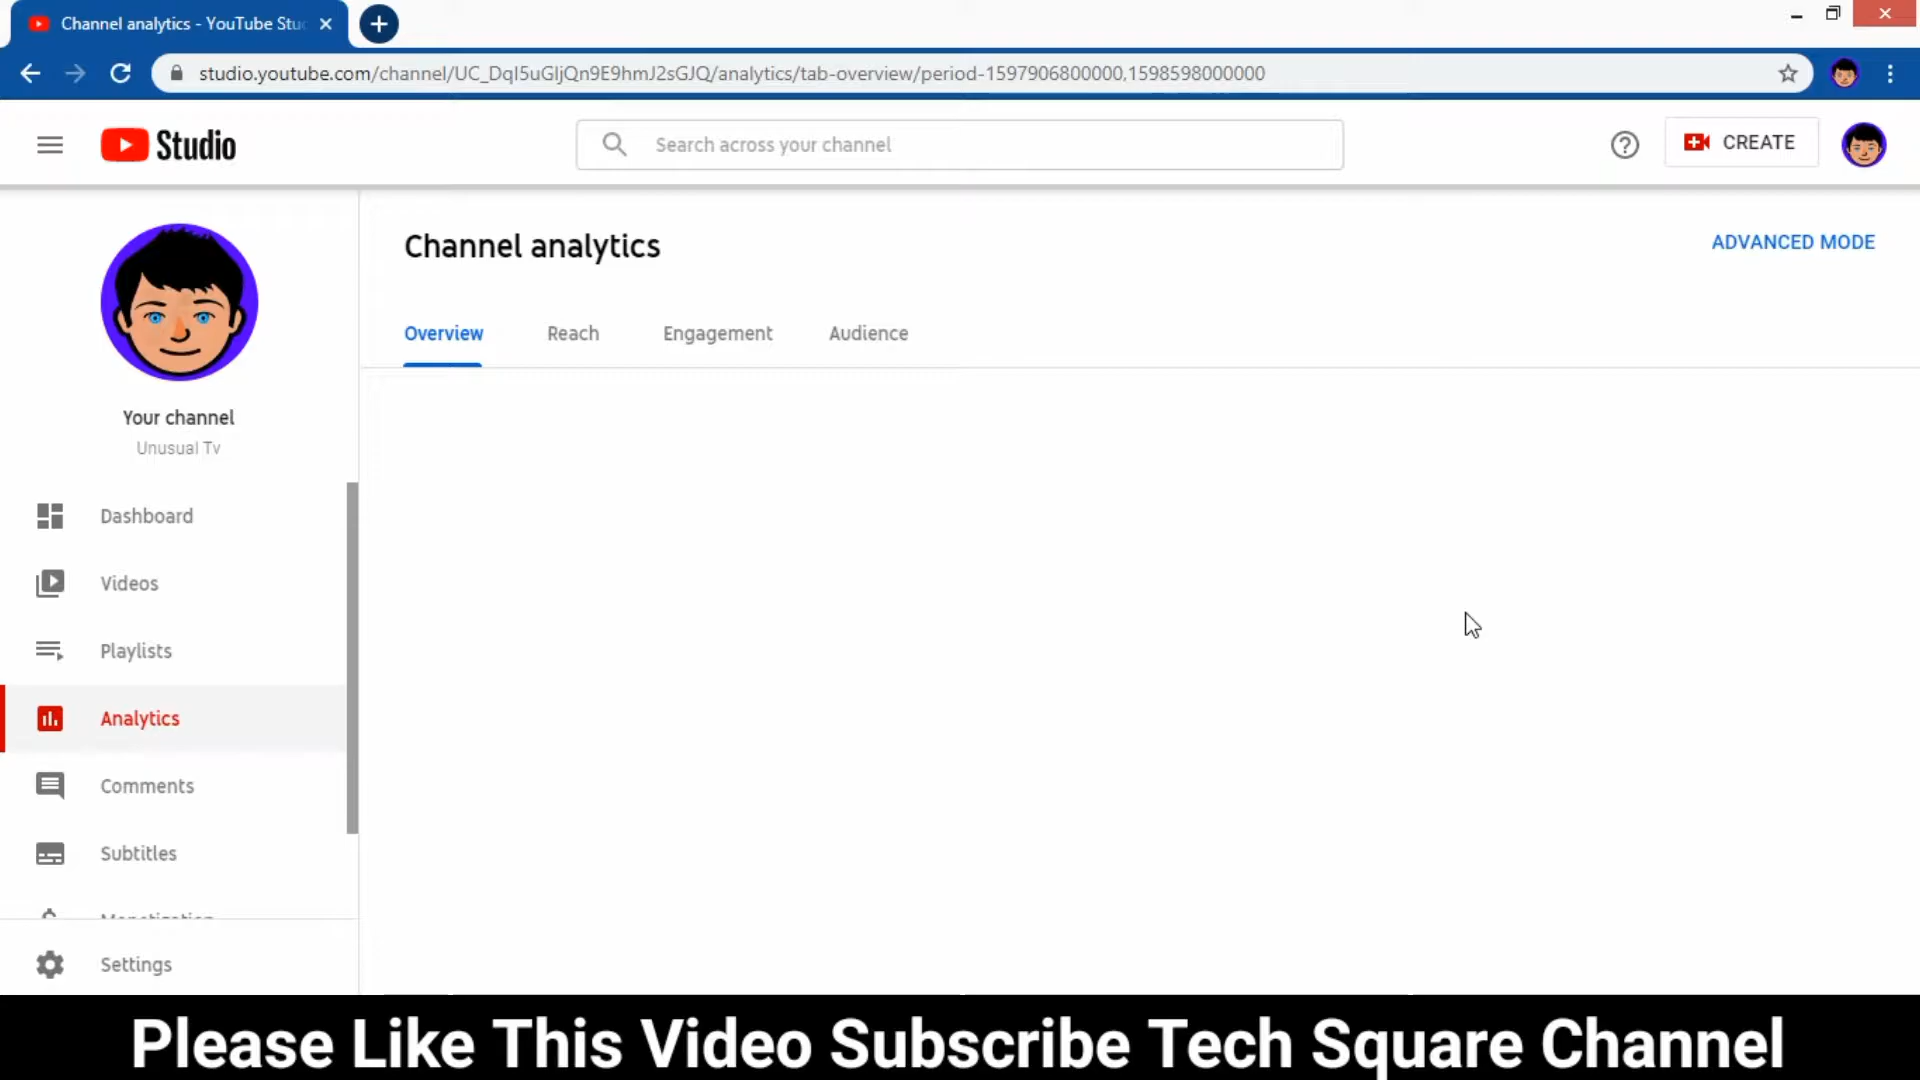 Channel analytics - YouTube Stu
studio.youtube.com/channel/UC_DqI5uGIjQn9E9hmJ2sGJQ/analytics/tab-overview/period-1597906800000,1598598000000
Studio
Search across your channel
CREATE
Channel analytics
ADVANCED MODE
Overview Reach Engagement Audience
Your channel
Unusual Tv
Dashboard
Videos
Playlists
Analytics
Comments
Subtitles
Monetization
Settings
Please Like This Video Subscribe Tech Square Channel